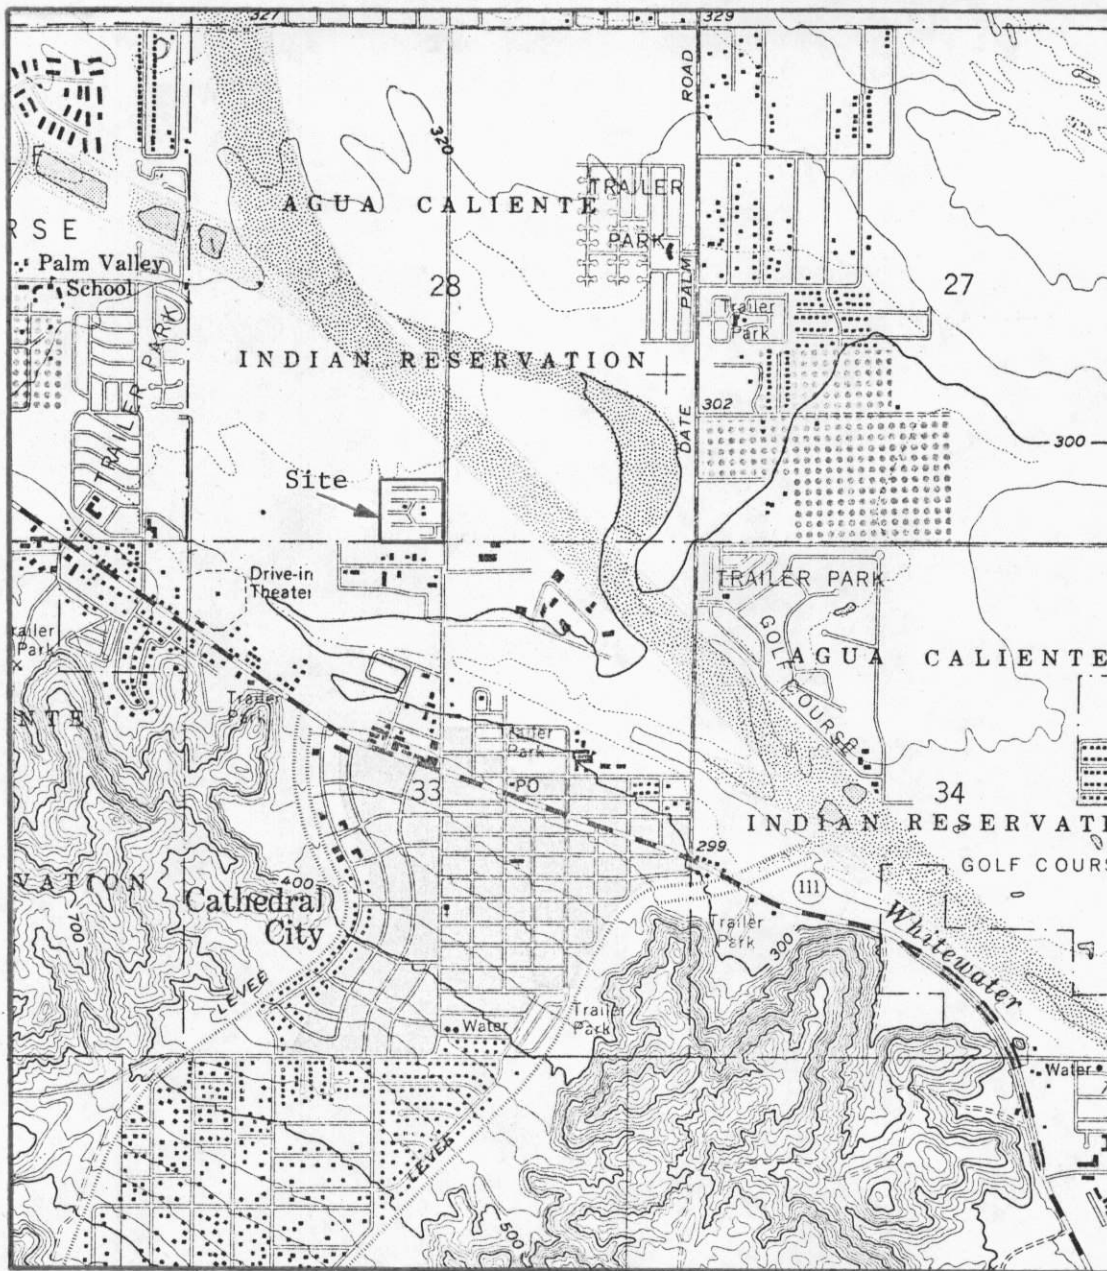 327
329
ROAD
320
TRAILER
AGUA CALIENTE
PARK
RSE
Palm Valley
School
28
27
PALM
Trailer
Park
TRAILER PARK
INDIAN RESERVATION
302
DATE
300
Site
Drive-in
Theater
TRAILER PARK
GOLF COURSE
railer
Park
AGUA CALIENTE
Trailer
Park
NTE
Trailer
Park
PO
33
34
INDIAN RESERVATI
299
GOLF COURS
VATION
400
111
Cathedral
City
700
Trailer
Park
300
Whitewater
LEVEE
Water
Trailer
Park
Water
LEVEE
500